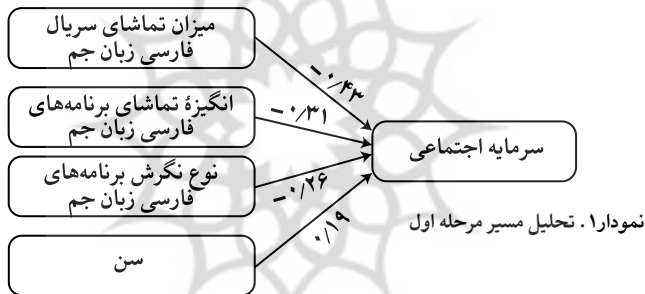 میزان تماشای سریال
فارسی زبان جم
-۰/۴۳
انگیزهٔ تماشای برنامه‌های
فارسی زبان جم
-۰/۳۱
سرمایه اجتماعی
نوع نگرش برنامه‌های
فارسی زبان جم
-۰/۲۶
سن
۰/۱۹
نمودار۱. تحلیل مسیر مرحله اول